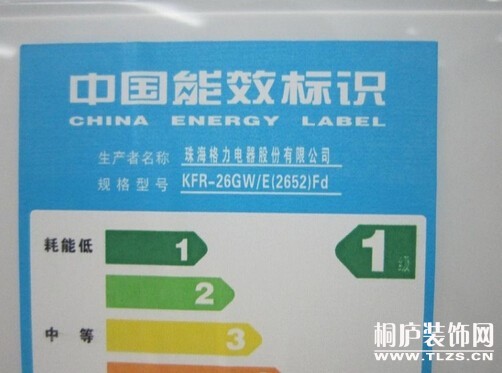 中国能效标识
CHINA ENERGY LABEL
生产者名称 珠海格力电器股份有限公司
规格型号 KFR-26GW/E(2652)Fd
耗能低 1 1级
2
中等 3
桐庐装饰网
WWW.TLZS.CN